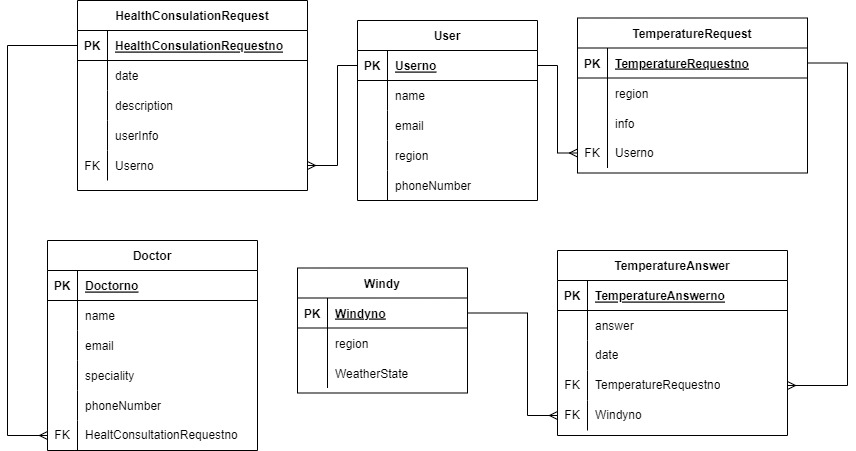 HealthConsulationRequest
PK HealthConsulationRequestno
date
description
userInfo
FK Userno
User
PK Userno
name
email
region
phoneNumber
TemperatureRequest
PK TemperatureRequestno
region
info
FK Userno
Doctor
PK Doctorno
name
email
speciality
phoneNumber
FK HealtConsultationRequestno
Windy
PK Windyno
region
WeatherState
TemperatureAnswer
PK TemperatureAnswerno
answer
date
FK TemperatureRequestno
FK Windyno